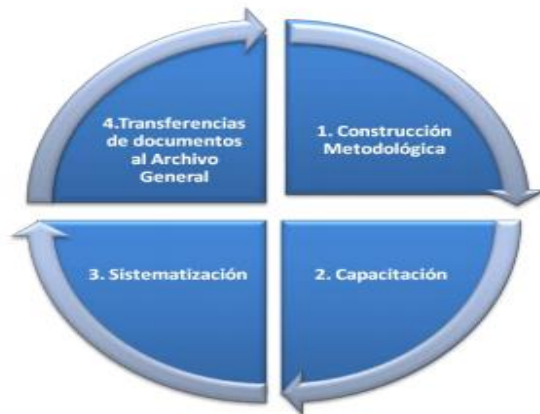 1. Construcción
Metodológica
2. Capacitación
3. Sistematización
4.Transferencias
de documentos
al Archivo
General